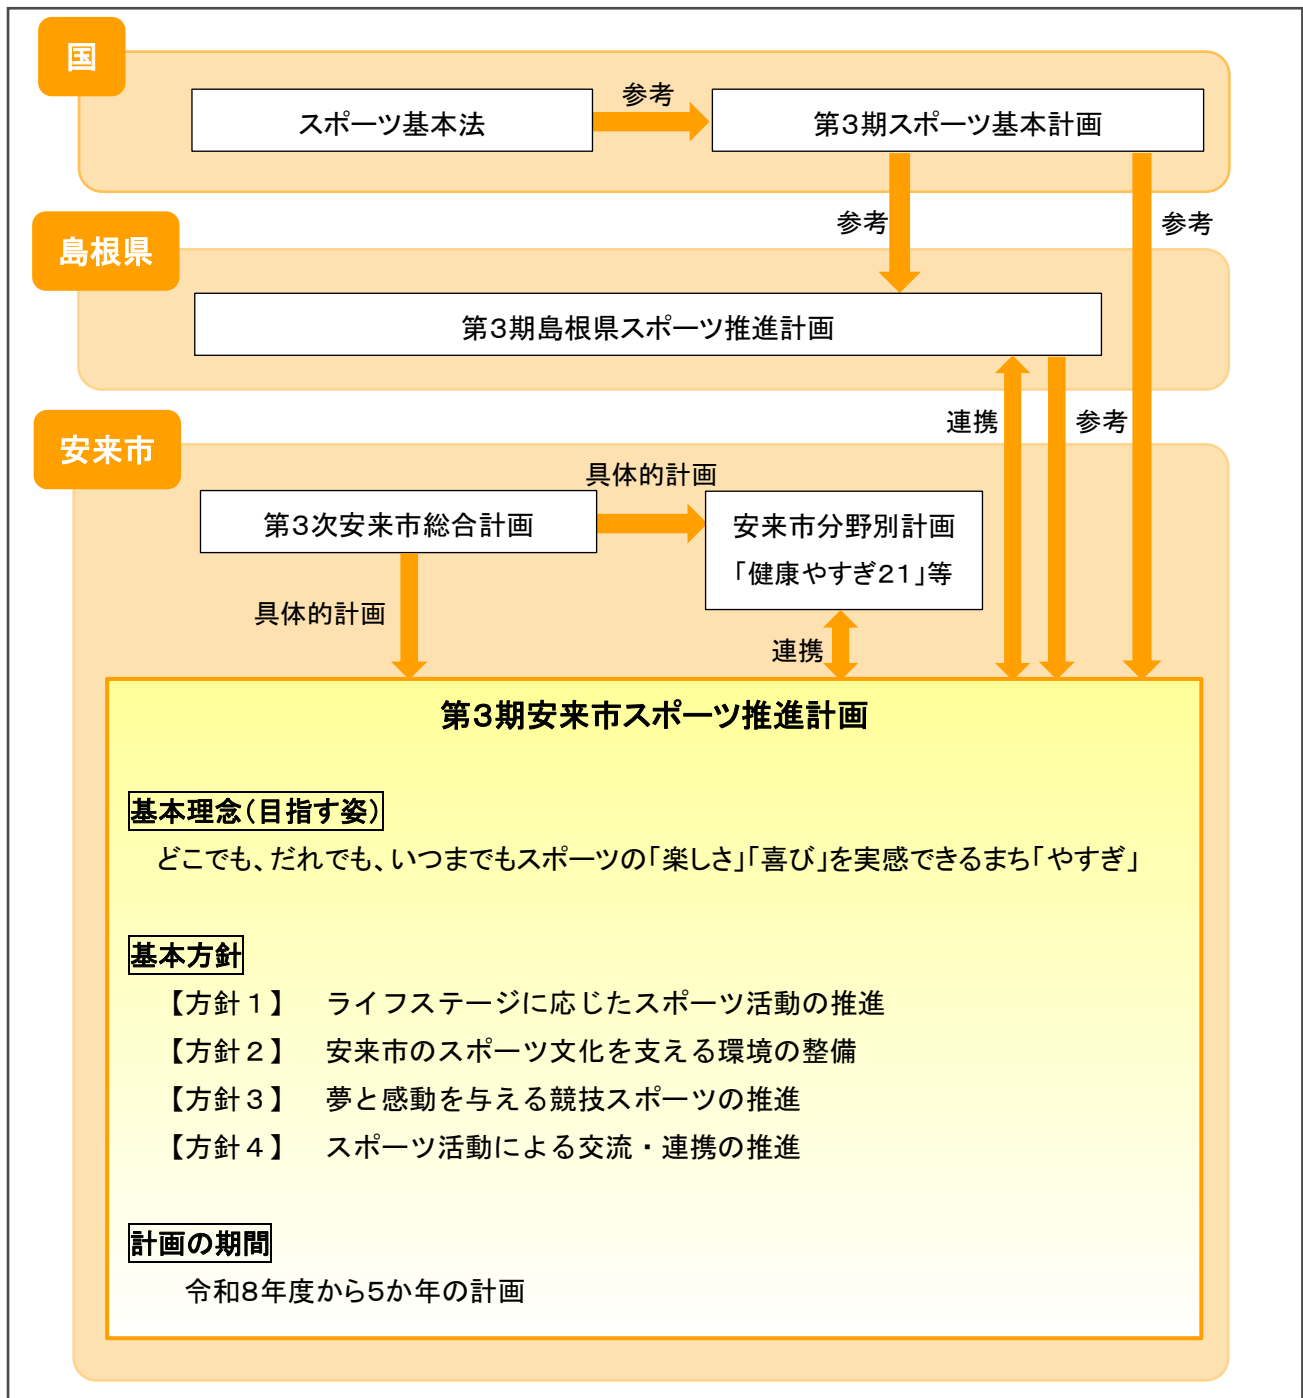 国
スポーツ基本法
参考
第3期スポーツ基本計画
参考
参考
島根県
第3期島根県スポーツ推進計画
連携
参考
安来市
具体的計画
第3次安来市総合計画
安来市分野別計画
「健康やすぎ21」等
具体的計画
連携
第3期安来市スポーツ推進計画
基本理念(目指す姿)
どこでも、だれでも、いつまでもスポーツの「楽しさ」「喜び」を実感できるまち「やすぎ」
基本方針
【方針1】 ライフステージに応じたスポーツ活動の推進
【方針2】 安来市のスポーツ文化を支える環境の整備
【方針3】 夢と感動を与える競技スポーツの推進
【方針4】 スポーツ活動による交流・連携の推進
計画の期間
令和8年度から5か年の計画